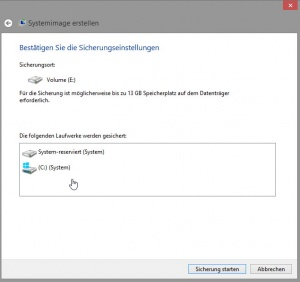 Systemimage erstellen
Bestätigen Sie die Sicherungseinstellungen
Sicherungsort:
Volume (E:)
Für die Sicherung ist möglicherweise bis zu 13 GB Speicherplatz auf dem Datenträger
erforderlich.
Die folgenden Laufwerke werden gesichert:
System-reserviert (System)
(C:) (System)
Sicherung starten Abbrechen